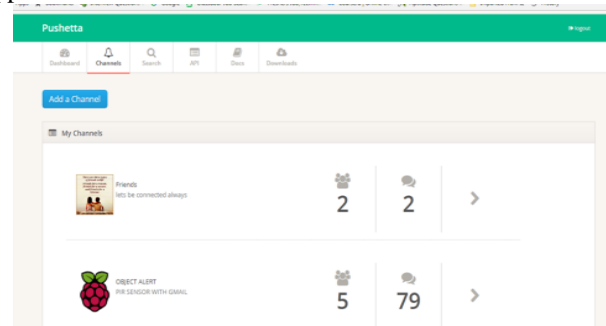 Pushetta
logout
Dashboard Channels Search API Docs Downloads
Add a Channel
My Channels
Friends
lets be connected always
2 2
OBJECT ALERT
PIR SENSOR WITH GMAIL
5 79